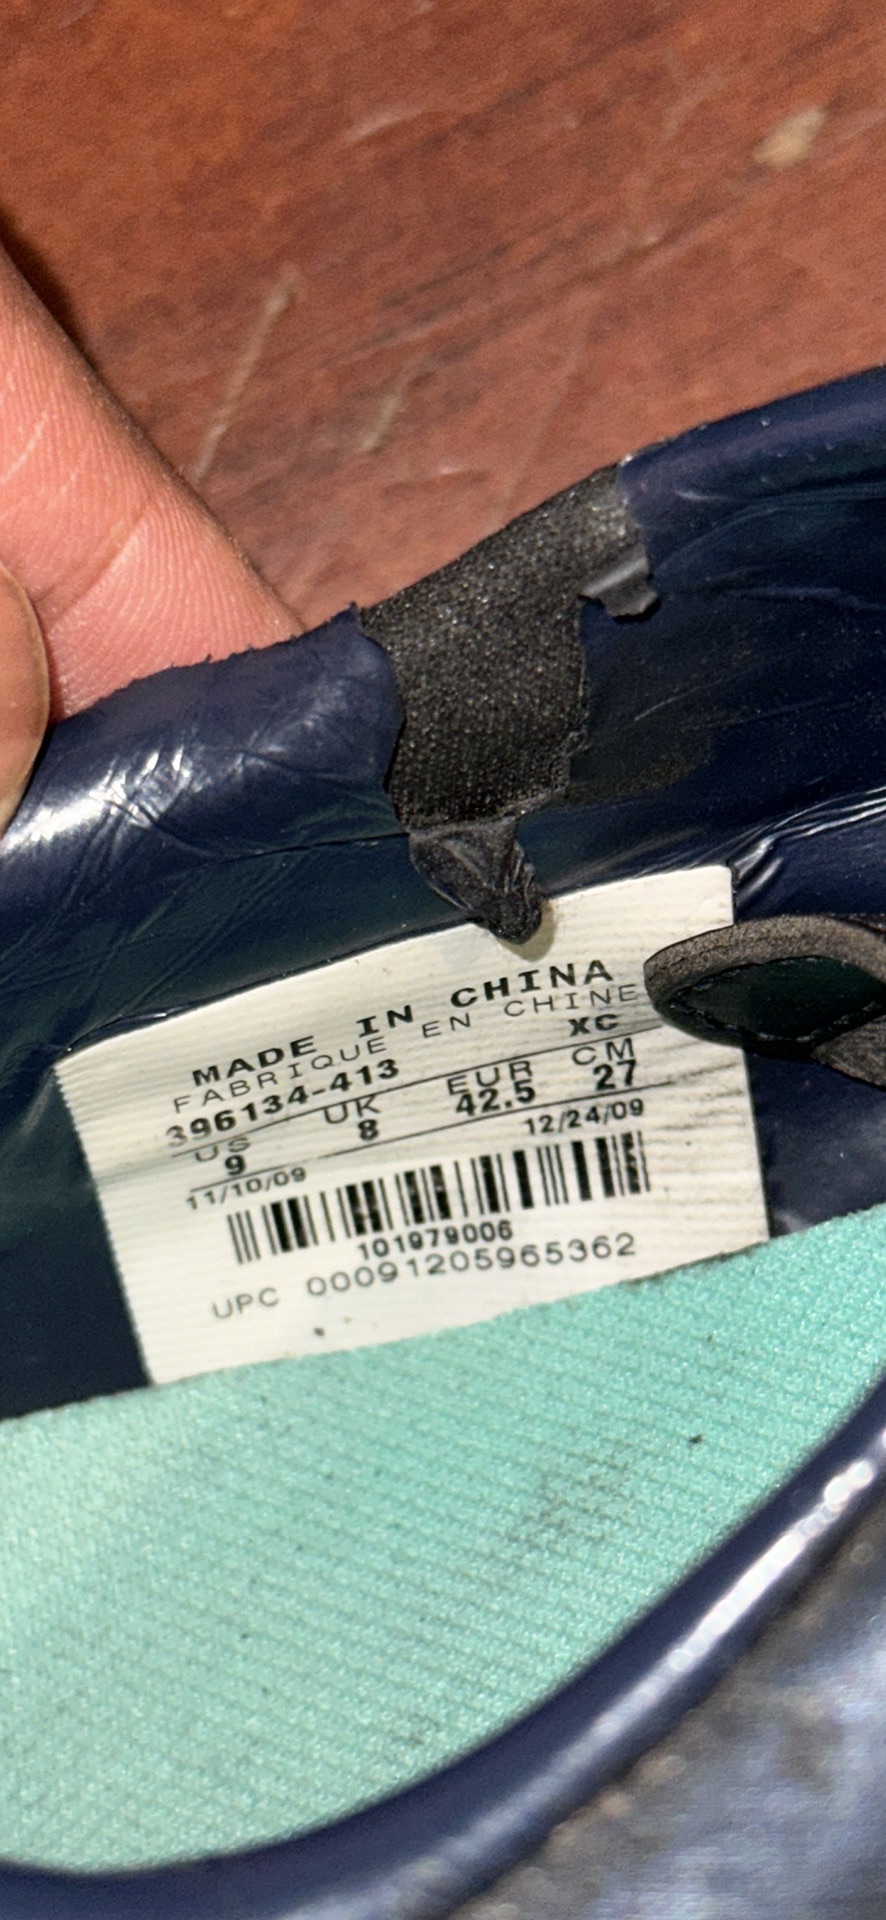 MADE IN CHINA
FABRIQUE EN CHINE
396134-413 XC
US UK EUR CM
9 8 42.5 27
11/10/09 12/24/09
101979006
UPC 00091205965362